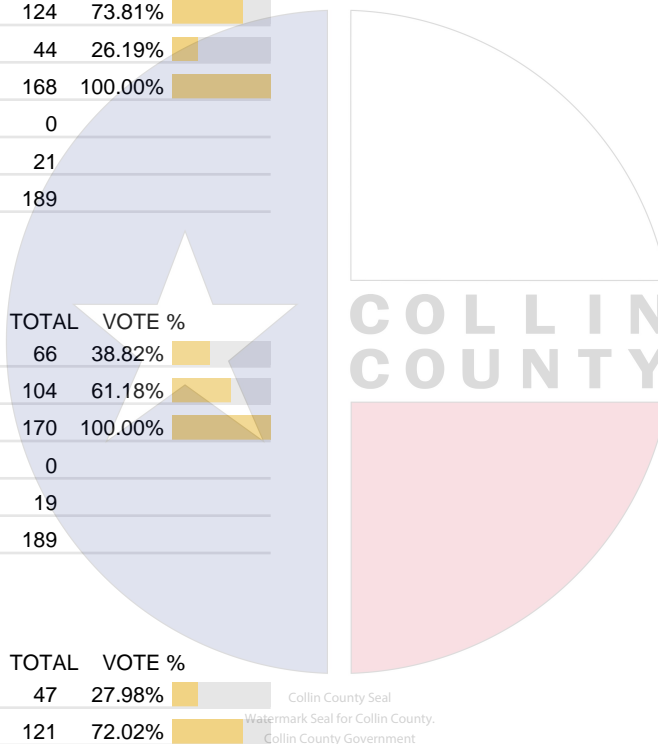 124 73.81%
44 26.19%
168 100.00%
0
21
189
TOTAL VOTE %
66 38.82%
104 61.18%
170 100.00%
0
19
189
COLLIN
COUNTY
TOTAL VOTE %
47 27.98%
121 72.02%
Collin County Seal
Watermark Seal for Collin County.
Collin County Government